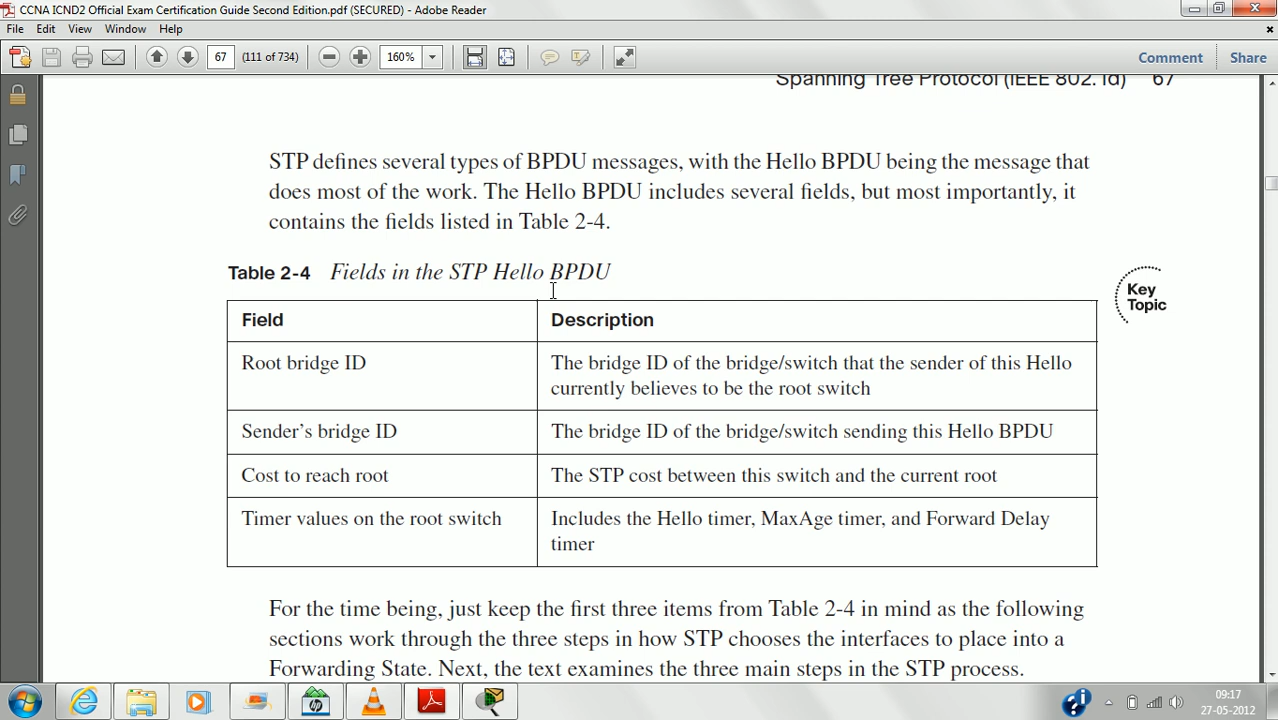 CCNA ICND2 Official Exam Certification Guide Second Edition.pdf (SECURED) - Adobe Reader
File Edit View Window Help
67 (111 of 734) 160% Comment Share
Spanning Tree Protocol (IEEE 802.1d) 67
STP defines several types of BPDU messages, with the Hello BPDU being the message that
does most of the work. The Hello BPDU includes several fields, but most importantly, it
contains the fields listed in Table 2-4.
Table 2-4 Fields in the STP Hello BPDU
Key
Topic
Field Description
Root bridge ID The bridge ID of the bridge/switch that the sender of this Hello
currently believes to be the root switch
Sender’s bridge ID The bridge ID of the bridge/switch sending this Hello BPDU
Cost to reach root The STP cost between this switch and the current root
Timer values on the root switch Includes the Hello timer, MaxAge timer, and Forward Delay
timer
For the time being, just keep the first three items from Table 2-4 in mind as the following
sections work through the three steps in how STP chooses the interfaces to place into a
Forwarding State. Next, the text examines the three main steps in the STP process.
09:17
27-05-2012